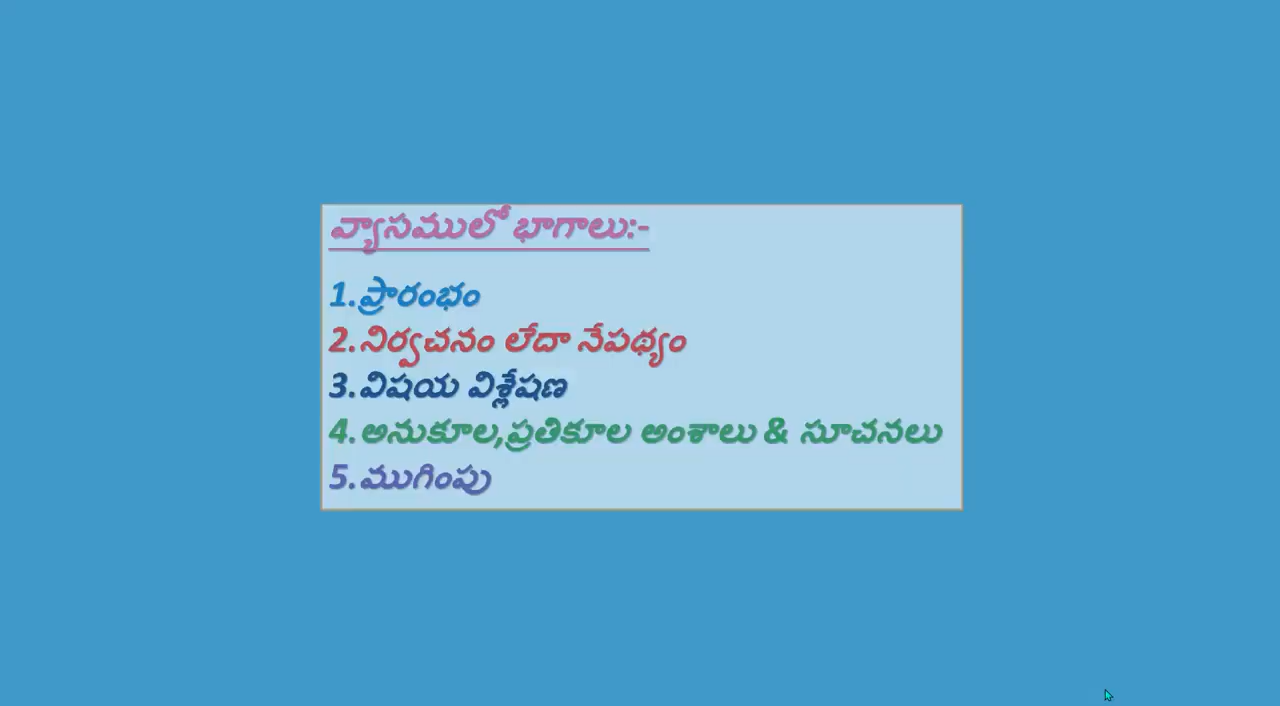 వ్యాసములో భాగాలు:-
1.ప్రారంభం
2.నిర్వచనం లేదా నేపథ్యం
3.విషయ విశ్లేషణ
4.అనుకూల,ప్రతికూల అంశాలు & సూచనలు
5.ముగింపు